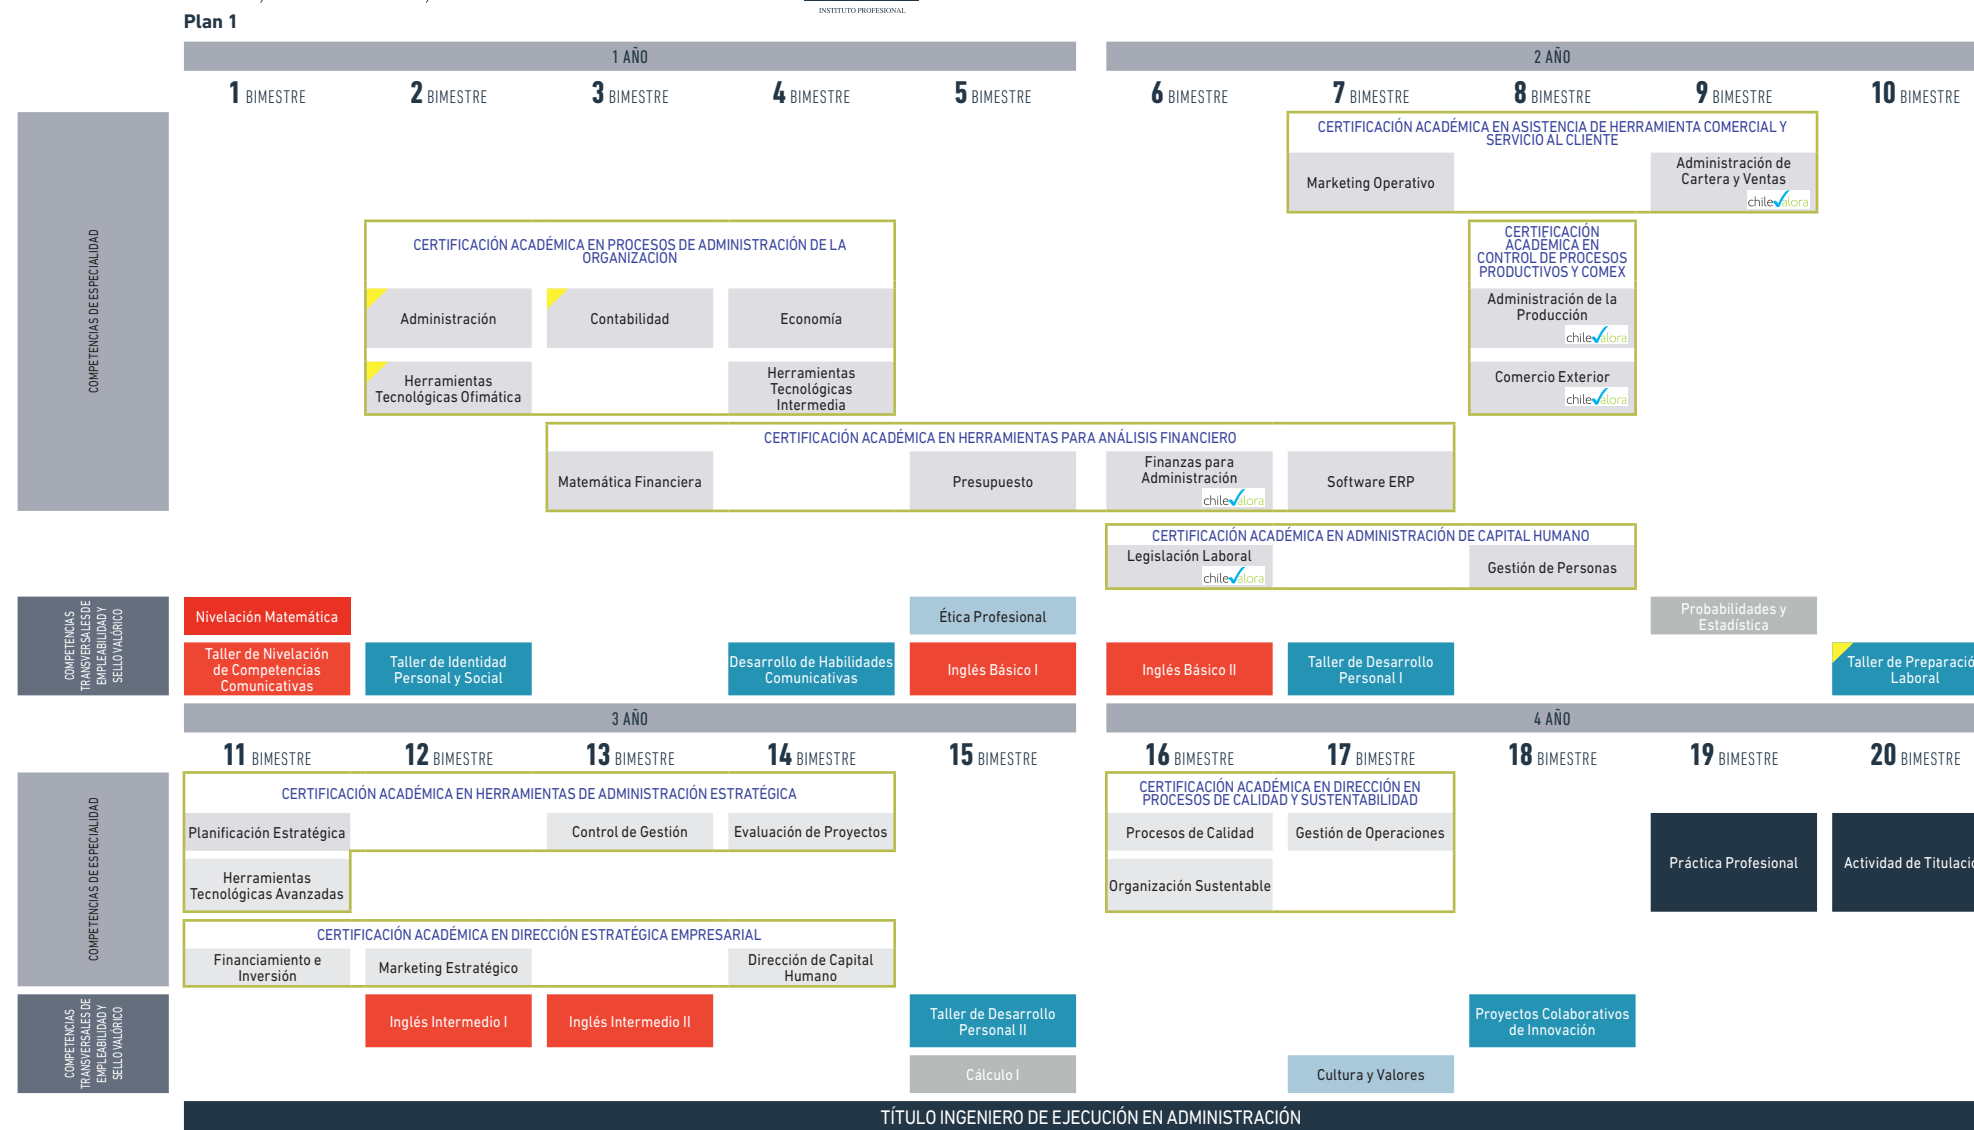 INSTITUTO PROFESIONAL
Plan 1
1 AÑO
2 AÑO
1 BIMESTRE
2 BIMESTRE
3 BIMESTRE
4 BIMESTRE
5 BIMESTRE
6 BIMESTRE
7 BIMESTRE
8 BIMESTRE
9 BIMESTRE
10 BIMESTRE
COMPETENCIAS DE ESPECIALIDAD
CERTIFICACIÓN ACADÉMICA EN ASISTENCIA DE HERRAMIENTA COMERCIAL Y
SERVICIO AL CLIENTE
Marketing Operativo
Administración de
Cartera y Ventas
chilevalora
CERTIFICACIÓN ACADÉMICA EN PROCESOS DE ADMINISTRACIÓN DE LA
ORGANIZACIÓN
Administración
Contabilidad
Economía
Herramientas
Tecnológicas Ofimática
Herramientas
Tecnológicas
Intermedia
CERTIFICACIÓN
ACADÉMICA EN
CONTROL DE PROCESOS
PRODUCTIVOS Y COMEX
Administración de la
Producción
chilevalora
Comercio Exterior
chilevalora
CERTIFICACIÓN ACADÉMICA EN HERRAMIENTAS PARA ANÁLISIS FINANCIERO
Matemática Financiera
Presupuesto
Finanzas para
Administración
chilevalora
Software ERP
CERTIFICACIÓN ACADÉMICA EN ADMINISTRACIÓN DE CAPITAL HUMANO
Legislación Laboral
chilevalora
Gestión de Personas
COMPETENCIAS
TRANSVERSALES DE
EMPLEABILIDAD Y
SELLO VALÓRICO
Nivelación Matemática
Ética Profesional
Probabilidades y
Estadística
Taller de Nivelación
de Competencias
Comunicativas
Taller de Identidad
Personal y Social
Desarrollo de Habilidades
Comunicativas
Inglés Básico I
Inglés Básico II
Taller de Desarrollo
Personal I
Taller de Preparació
Laboral
3 AÑO
4 AÑO
11 BIMESTRE
12 BIMESTRE
13 BIMESTRE
14 BIMESTRE
15 BIMESTRE
16 BIMESTRE
17 BIMESTRE
18 BIMESTRE
19 BIMESTRE
20 BIMESTRE
COMPETENCIAS DE ESPECIALIDAD
CERTIFICACIÓN ACADÉMICA EN HERRAMIENTAS DE ADMINISTRACIÓN ESTRATÉGICA
Planificación Estratégica
Control de Gestión
Evaluación de Proyectos
Herramientas
Tecnológicas Avanzadas
CERTIFICACIÓN ACADÉMICA EN DIRECCIÓN EN
PROCESOS DE CALIDAD Y SUSTENTABILIDAD
Procesos de Calidad
Gestión de Operaciones
Organización Sustentable
Práctica Profesional
Actividad de Titulació
CERTIFICACIÓN ACADÉMICA EN DIRECCIÓN ESTRATÉGICA EMPRESARIAL
Financiamiento e
Inversión
Marketing Estratégico
Dirección de Capital
Humano
COMPETENCIAS
TRANSVERSALES DE
EMPLEABILIDAD Y
SELLO VALÓRICO
Inglés Intermedio I
Inglés Intermedio II
Taller de Desarrollo
Personal II
Proyectos Colaborativos
de Innovación
Cálculo I
Cultura y Valores
TÍTULO INGENIERO DE EJECUCIÓN EN ADMINISTRACIÓN